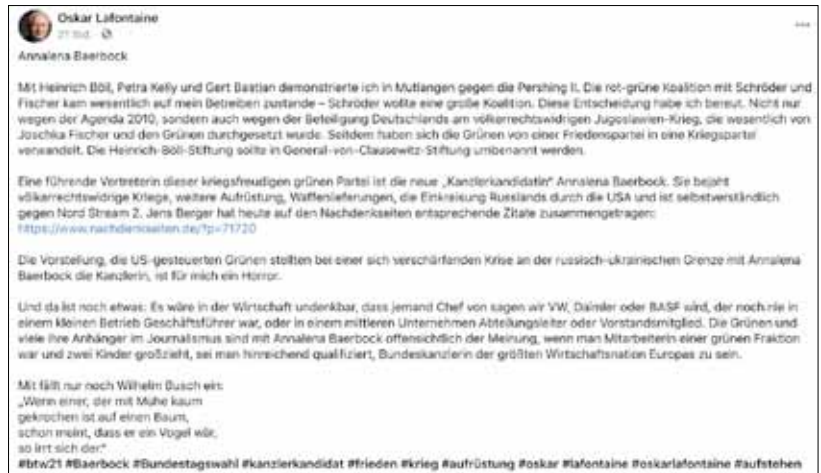 Oskar Lafontaine
21 Std.
Annalena Baerbock
Mit Heinrich Böll, Petra Kelly und Gert Bastian demonstrierte ich in Mutlangen gegen die Pershing II. Die rot-grüne Koalition mit Schröder und
Fischer kam wesentlich auf mein Betreiben zustande – Schröder wollte eine große Koalition. Diese Entscheidung habe ich bereut. Nicht nur
wegen der Agenda 2010, sondern auch wegen der Beteiligung Deutschlands am völkerrechtswidrigen Jugoslawien-Krieg, die wesentlich von
Joschka Fischer und den Grünen durchgesetzt wurde. Seitdem haben sich die Grünen von einer Friedenspartei in eine Kriegspartei
verwandelt. Die Heinrich-Böll-Stiftung sollte in General-von-Clausewitz-Stiftung umbenannt werden.
Eine führende Vertreterin dieser kriegsfreudigen grünen Partei ist die neue „Kanzlerkandidatin“ Annalena Baerbock. Sie bejaht
völkerrechtswidrige Kriege, weitere Aufrüstung, Waffenlieferungen, die Einkreisung Russlands durch die USA und ist selbstverständlich
gegen Nord Stream 2. Jens Berger hat heute auf den Nachdenkseiten entsprechende Zitate zusammengetragen:
https://www.nachdenkseiten.de/?p=71720
Die Vorstellung, die US-gesteuerten Grünen stellten bei einer sich verschärfenden Krise an der russisch-ukrainischen Grenze mit Annalena
Baerbock die Kanzlerin, ist für mich ein Horror.
Und da ist noch etwas: Es wäre in der Wirtschaft undenkbar, dass jemand Chef von sagen wir VW, Daimler oder BASF wird, der noch nie in
einem kleinen Betrieb Geschäftsführer war, oder in einem mittleren Unternehmen Abteilungsleiter oder Vorstandsmitglied. Die Grünen und
viele ihre Anhänger im Journalismus sind mit Annalena Baerbock offensichtlich der Meinung, wenn man Mitarbeiterin einer grünen Fraktion
war und zwei Kinder großzieht, sei man hinreichend qualifiziert, Bundeskanzlerin der größten Wirtschaftsnation Europas zu sein.
Mit fällt nur noch Wilhelm Busch ein:
„Wenn einer, der mit Mühe kaum
gekrochen ist auf einen Baum,
schon meint, dass er ein Vogel wär,
so irrt sich der.“
#btw21 #Baerbock #Bundestagswahl #kanzlerkandidat #frieden #krieg #aufrüstung #oskar #lafontaine #oskarlafontaine #aufstehen